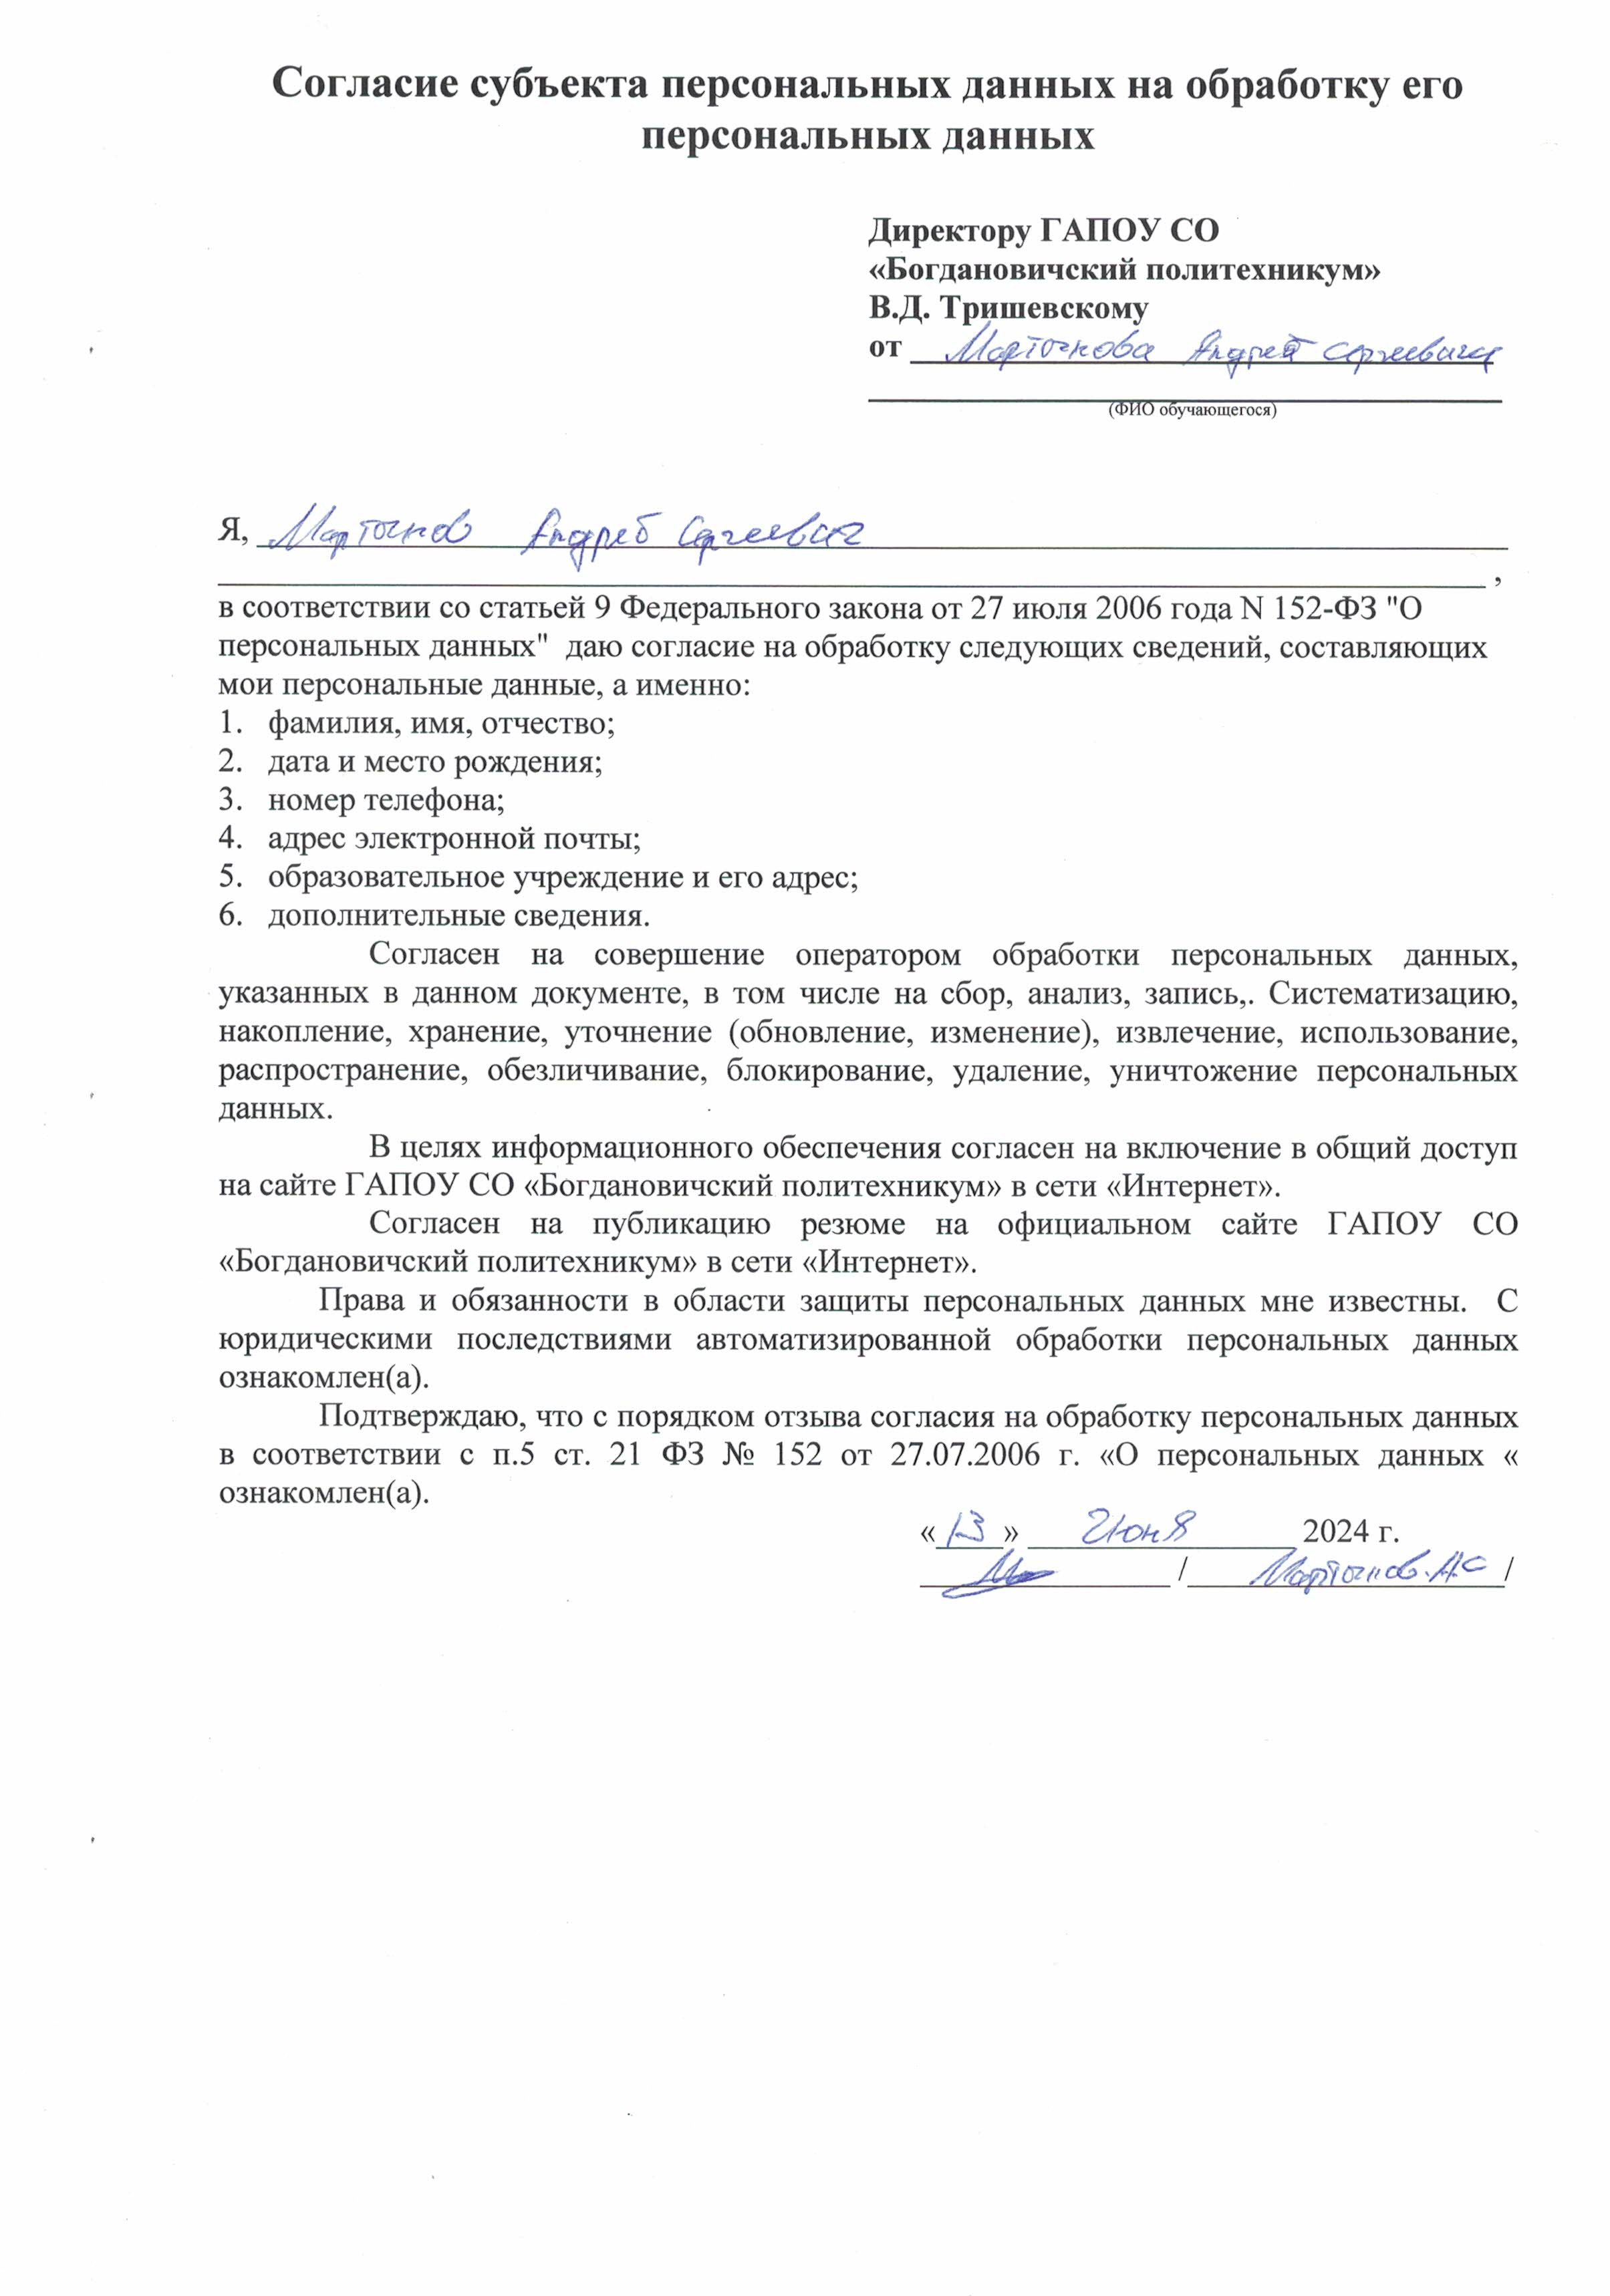 Согласие субъекта персональных данных на обработку его
персональных данных
Директору ГАПОУ СО
«Богдановичский политехникум»
В.Д. Тришевскому
от Андрей Сергеевича
(ФИО обучающегося)
Я, Андрей Сергеевич
,
в соответствии со статьей 9 Федерального закона от 27 июля 2006 года N 152-ФЗ "О
персональных данных" даю согласие на обработку следующих сведений, составляющих
мои персональные данные, а именно:
1. фамилия, имя, отчество;
2. дата и место рождения;
3. номер телефона;
4. адрес электронной почты;
5. образовательное учреждение и его адрес;
6. дополнительные сведения.
Согласен на совершение оператором обработки персональных данных,
указанных в данном документе, в том числе на сбор, анализ, запись,. Систематизацию,
накопление, хранение, уточнение (обновление, изменение), извлечение, использование,
распространение, обезличивание, блокирование, удаление, уничтожение персональных
данных.
В целях информационного обеспечения согласен на включение в общий доступ
на сайте ГАПОУ СО «Богдановичский политехникум» в сети «Интернет».
Согласен на публикацию резюме на официальном сайте ГАПОУ СО
«Богдановичский политехникум» в сети «Интернет».
Права и обязанности в области защиты персональных данных мне известны. С
юридическими последствиями автоматизированной обработки персональных данных
ознакомлен(а).
Подтверждаю, что с порядком отзыва согласия на обработку персональных данных
в соответствии с п.5 ст. 21 ФЗ № 152 от 27.07.2006 г. «О персональных данных «
ознакомлен(а).
«13» Июня 2024 г.
/ А.С /